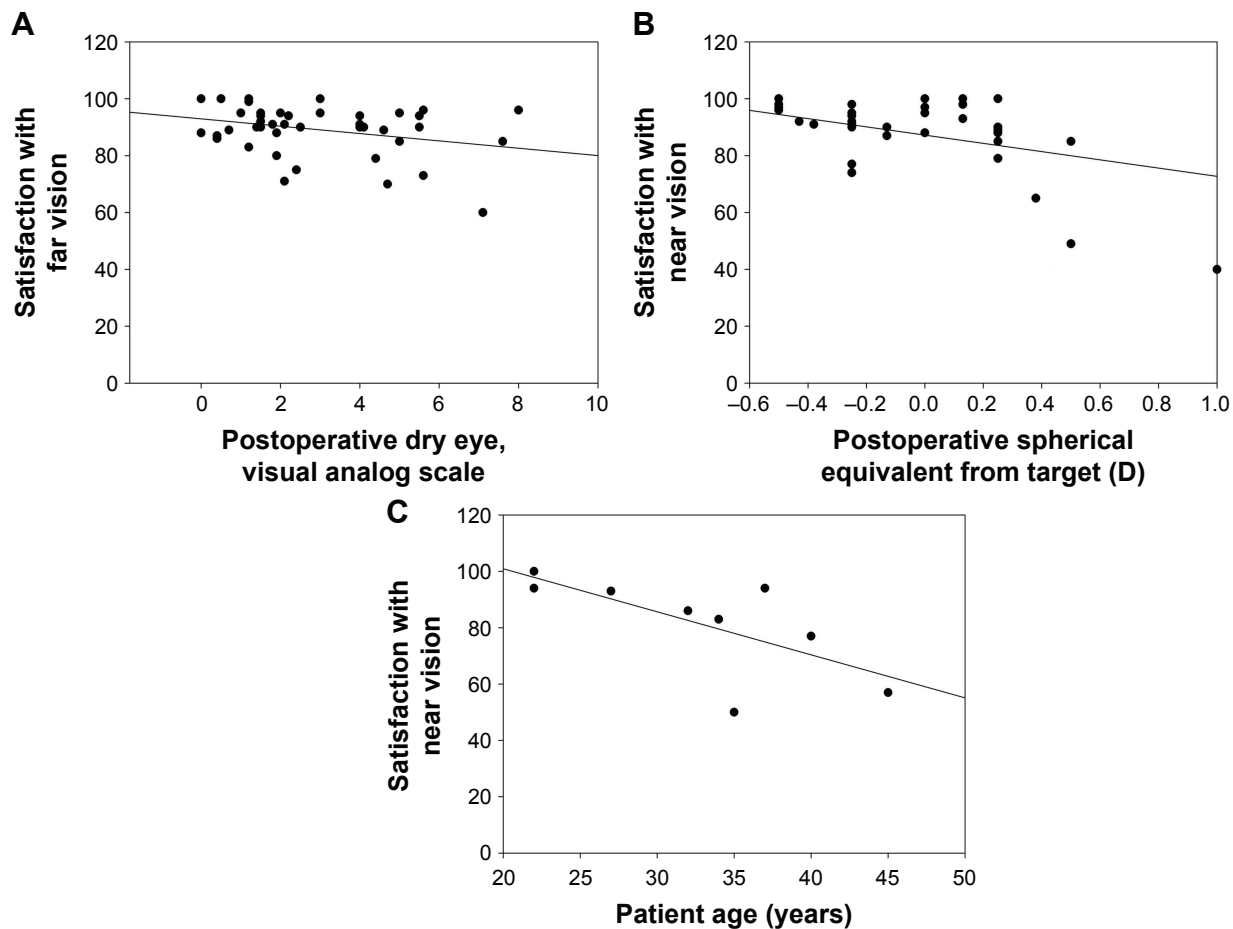 A
120
100
80
60
40
20
0
Satisfaction with
far vision
0 2 4 6 8 10
Postoperative dry eye,
visual analog scale
B
120
100
80
60
40
20
0
Satisfaction with
near vision
–0.6 –0.4 –0.2 0.0 0.2 0.4 0.6 0.8 1.0
Postoperative spherical
equivalent from target (D)
C
120
100
80
60
40
20
0
Satisfaction with
near vision
20 25 30 35 40 45 50
Patient age (years)